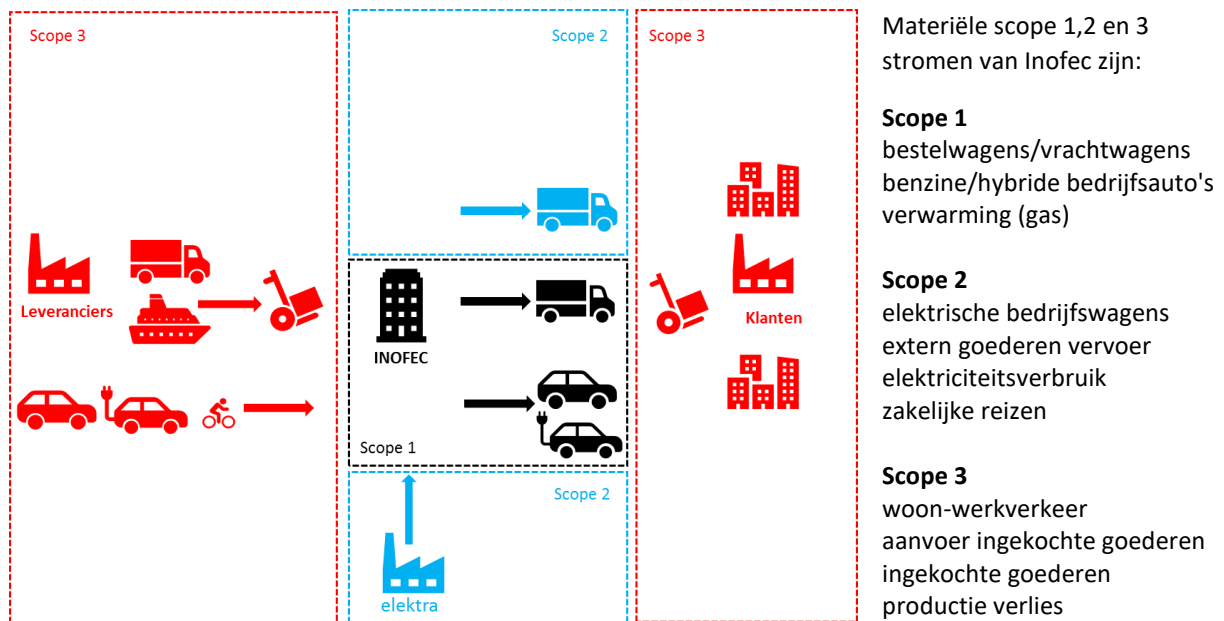 Scope 3
Scope 2
Scope 3
Leveranciers
INOFEC
Klanten
Scope 1
Scope 2
elektra
Materiële scope 1,2 en 3
stromen van Inofec zijn:
Scope 1
bestelwagens/vrachtwagens
benzine/hybride bedrijfsauto's
verwarming (gas)
Scope 2
elektrische bedrijfswagens
extern goederen vervoer
elektriciteitsverbruik
zakelijke reizen
Scope 3
woon-werkverkeer
aanvoer ingekochte goederen
ingekochte goederen
productie verlies